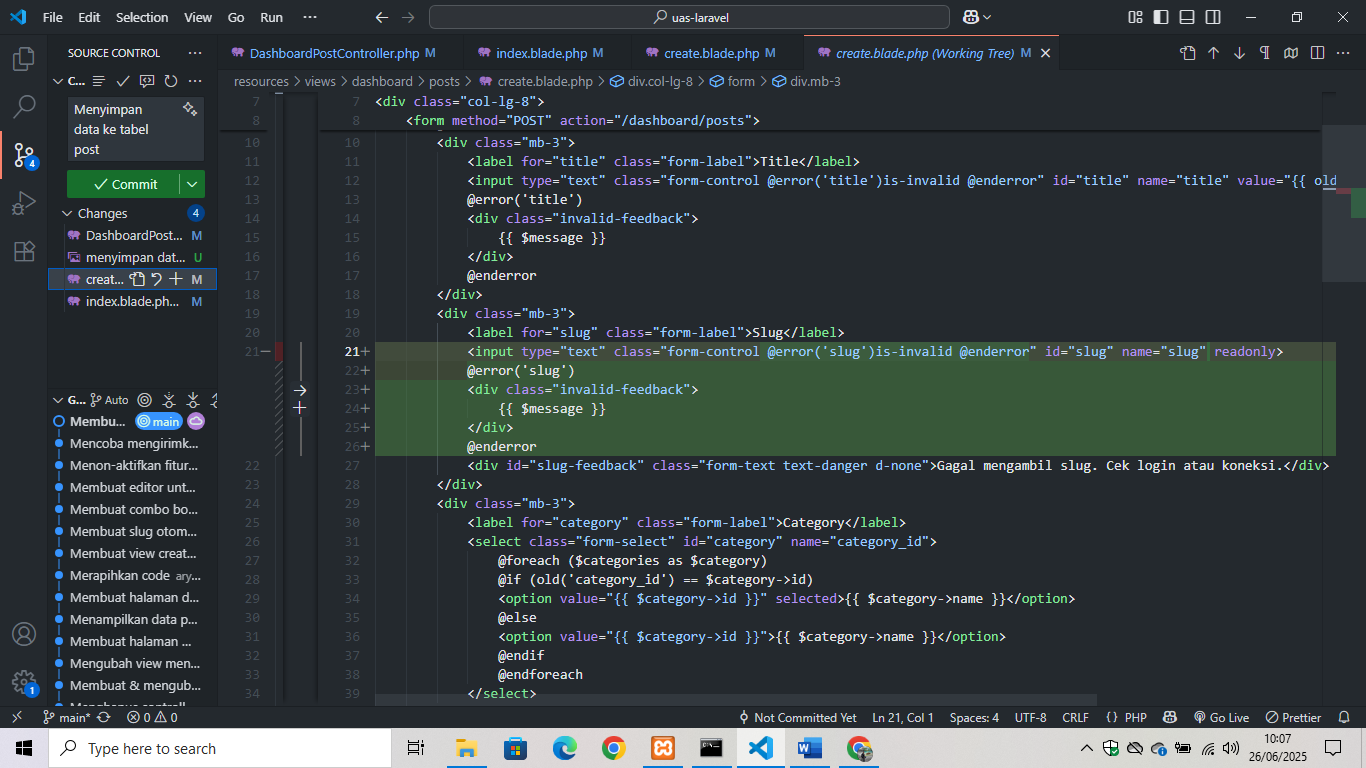 File Edit Selection View Go Run ··· uas-laravel
SOURCE CONTROL ···
DashboardPostController.php M index.blade.php M create.blade.php M create.blade.php (Working Tree) M
C...
resources > views > dashboard > posts > create.blade.php > div.col-lg-8 > form > div.mb-3
Menyimpan
data ke tabel
post
Commit
Changes 4
DashboardPost... M
menyimpan dat... U
creat... M
index.blade.ph... M
G... Auto
Membu... main
Mencoba mengirimk...
Menon-aktifkan fitur...
Membuat editor unt...
Membuat combo bo...
Membuat slug otom...
Membuat view creat...
Merapihkan code ary...
Membuat halaman d...
Menampilkan data p...
Membuat halaman ...
Mengubah view men...
Membuat & mengub...
7 7 <div class="col-lg-8">
8 8 <form method="POST" action="/dashboard/posts">
10 10 <div class="mb-3">
11 11 <label for="title" class="form-label">Title</label>
12 12 <input type="text" class="form-control @error('title')is-invalid @enderror" id="title" name="title" value="{{ old
13 13 @error('title')
14 14 <div class="invalid-feedback">
15 15 {{ $message }}
16 16 </div>
17 17 @enderror
18 18 </div>
19 19 <div class="mb-3">
20 20 <label for="slug" class="form-label">Slug</label>
21− 21+ <input type="text" class="form-control @error('slug')is-invalid @enderror" id="slug" name="slug" readonly>
22+ @error('slug')
23+ <div class="invalid-feedback">
24+ {{ $message }}
25+ </div>
26+ @enderror
22 27 <div id="slug-feedback" class="form-text text-danger d-none">Gagal mengambil slug. Cek login atau koneksi.</div>
23 28 </div>
24 29 <div class="mb-3">
25 30 <label for="category" class="form-label">Category</label>
26 31 <select class="form-select" id="category" name="category_id">
27 32 @foreach ($categories as $category)
28 33 @if (old('category_id') == $category->id)
29 34 <option value="{{ $category->id }}" selected>{{ $category->name }}</option>
30 35 @else
31 36 <option value="{{ $category->id }}">{{ $category->name }}</option>
32 37 @endif
33 38 @endforeach
34 39 </select>
4
1
main* 0 0 Not Committed Yet Ln 21, Col 1 Spaces: 4 UTF-8 CRLF {} PHP Go Live Prettier
Type here to search
10:07
26/06/2025